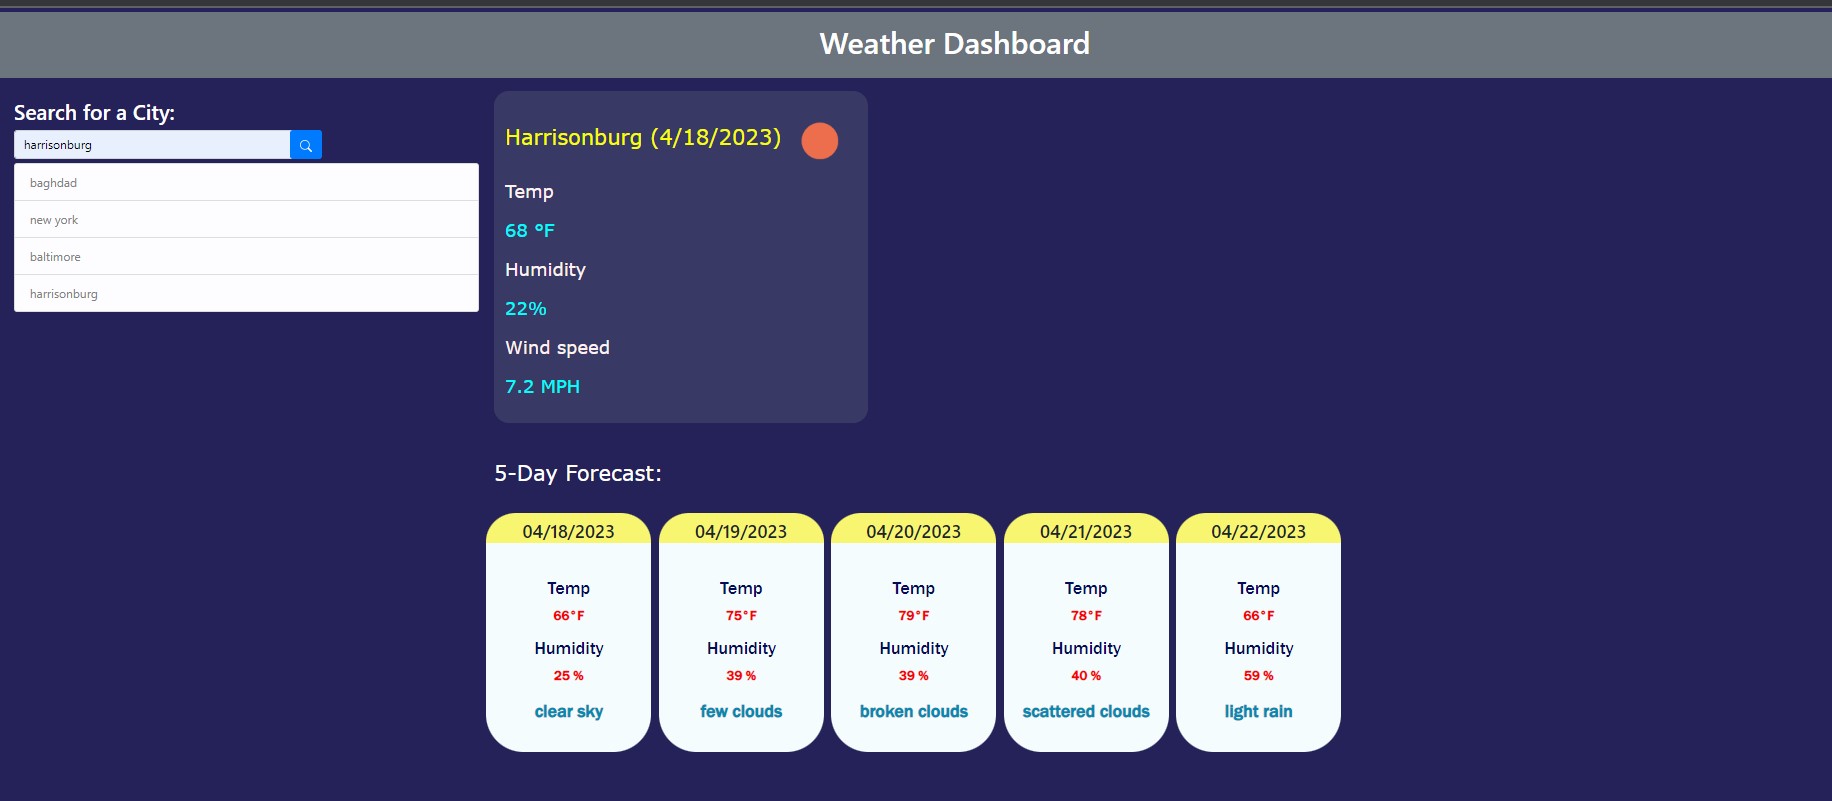 Weather Dashboard
Search for a City:
harrisonburg
baghdad
new york
baltimore
harrisonburg
Harrisonburg (4/18/2023)
Temp
68 °F
Humidity
22%
Wind speed
7.2 MPH
5-Day Forecast:
04/18/2023
Temp
66°F
Humidity
25 %
clear sky
04/19/2023
Temp
75°F
Humidity
39 %
few clouds
04/20/2023
Temp
79°F
Humidity
39 %
broken clouds
04/21/2023
Temp
78°F
Humidity
40 %
scattered clouds
04/22/2023
Temp
66°F
Humidity
59 %
light rain